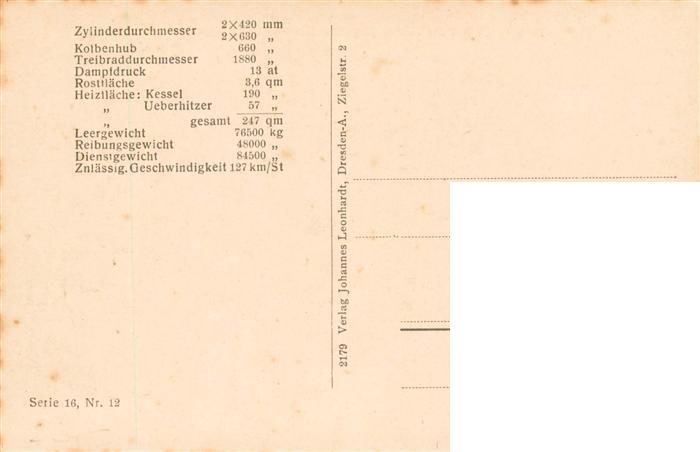 Zylinderdurchmesser 2×420 mm
2×630 „
Kolbenhub 660 „
Treibraddurchmesser 1880 „
Dampfdruck 13 at
Rostfläche 3,6 qm
Heizfläche: Kessel 190 „
„ Ueberhitzer 57 „
„ gesamt 247 qm
Leergewicht 76500 kg
Reibungsgewicht 48000 „
Dienstgewicht 84500 „
Znlässig. Geschwindigkeit 127 km/St
2179 Verlag Johannes Leonhardt, Dresden-A., Ziegelstr. 2
Serie 16, Nr. 12